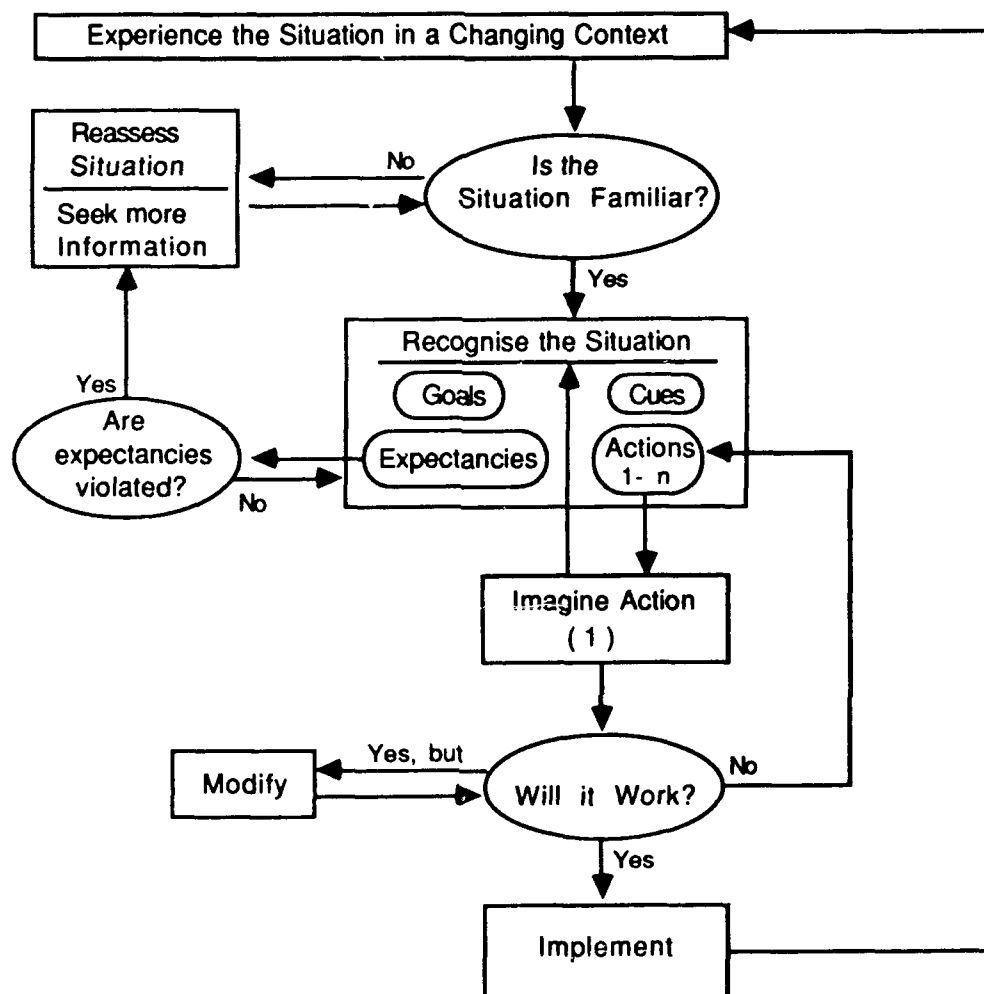 Experience the Situation in a Changing Context
Reassess
Situation
Seek more
Information
No
Is the
Situation Familiar?
Yes
Recognise the Situation
Goals
Cues
Expectancies
Actions
1- n
Yes
Are
expectancies
violated?
No
Imagine Action
( 1 )
Yes, but
Modify
Will it Work?
No
Yes
Implement